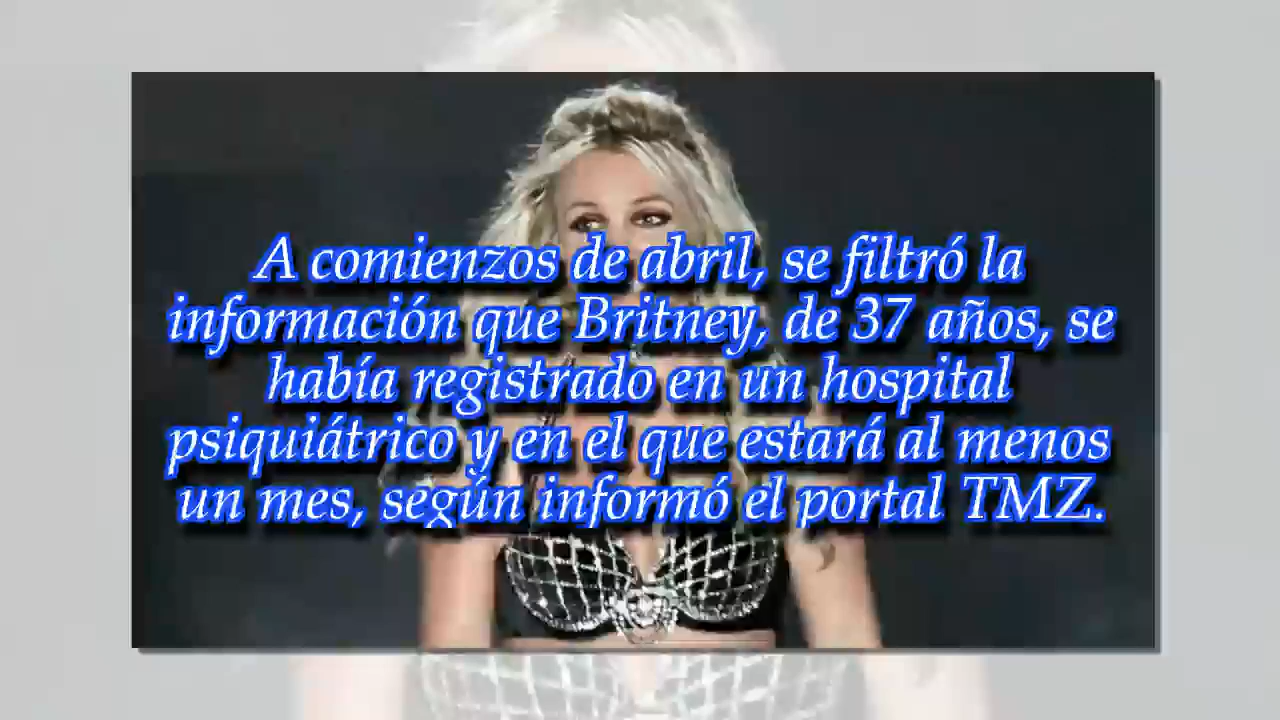 A comienzos de abril, se filtró la
información que Britney, de 37 años, se
había registrado en un hospital
psiquiátrico y en el que estará al menos
un mes, según informó el portal TMZ.